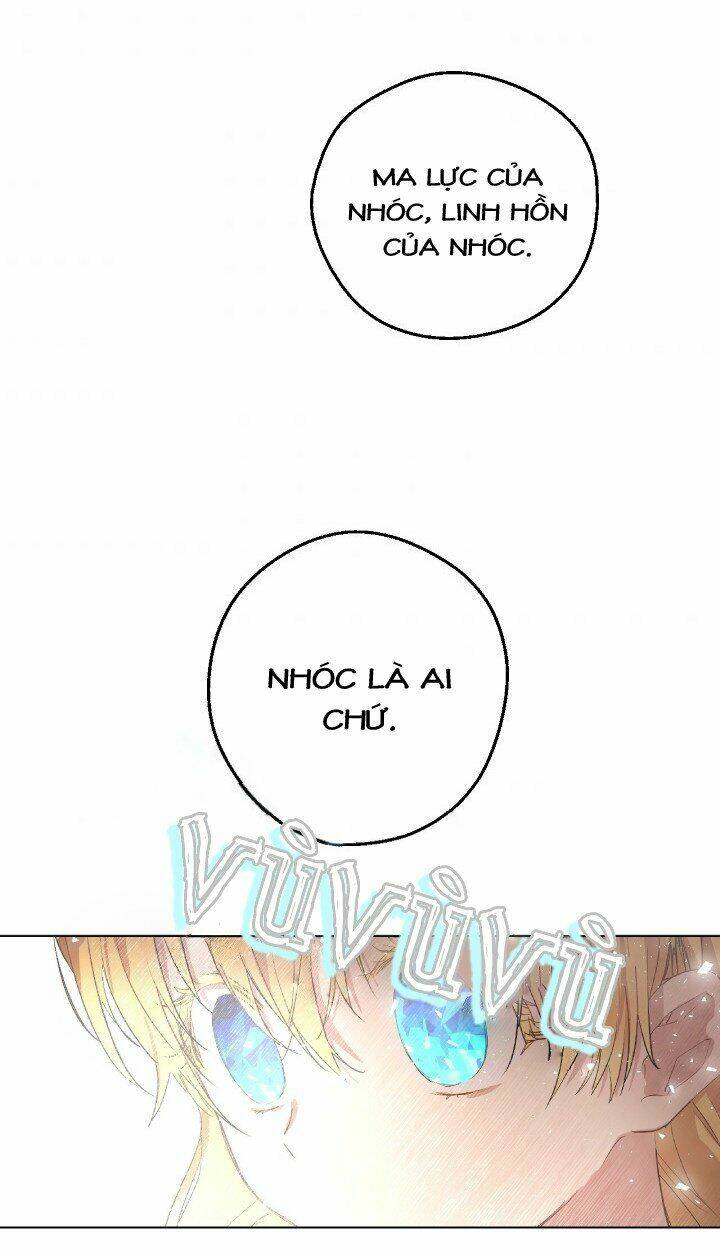 MA LỰC CỦA
NHÓC, LINH HỒN
CỦA NHÓC.
NHÓC LÀ AI
CHỨ.
VÙVÙVÙ